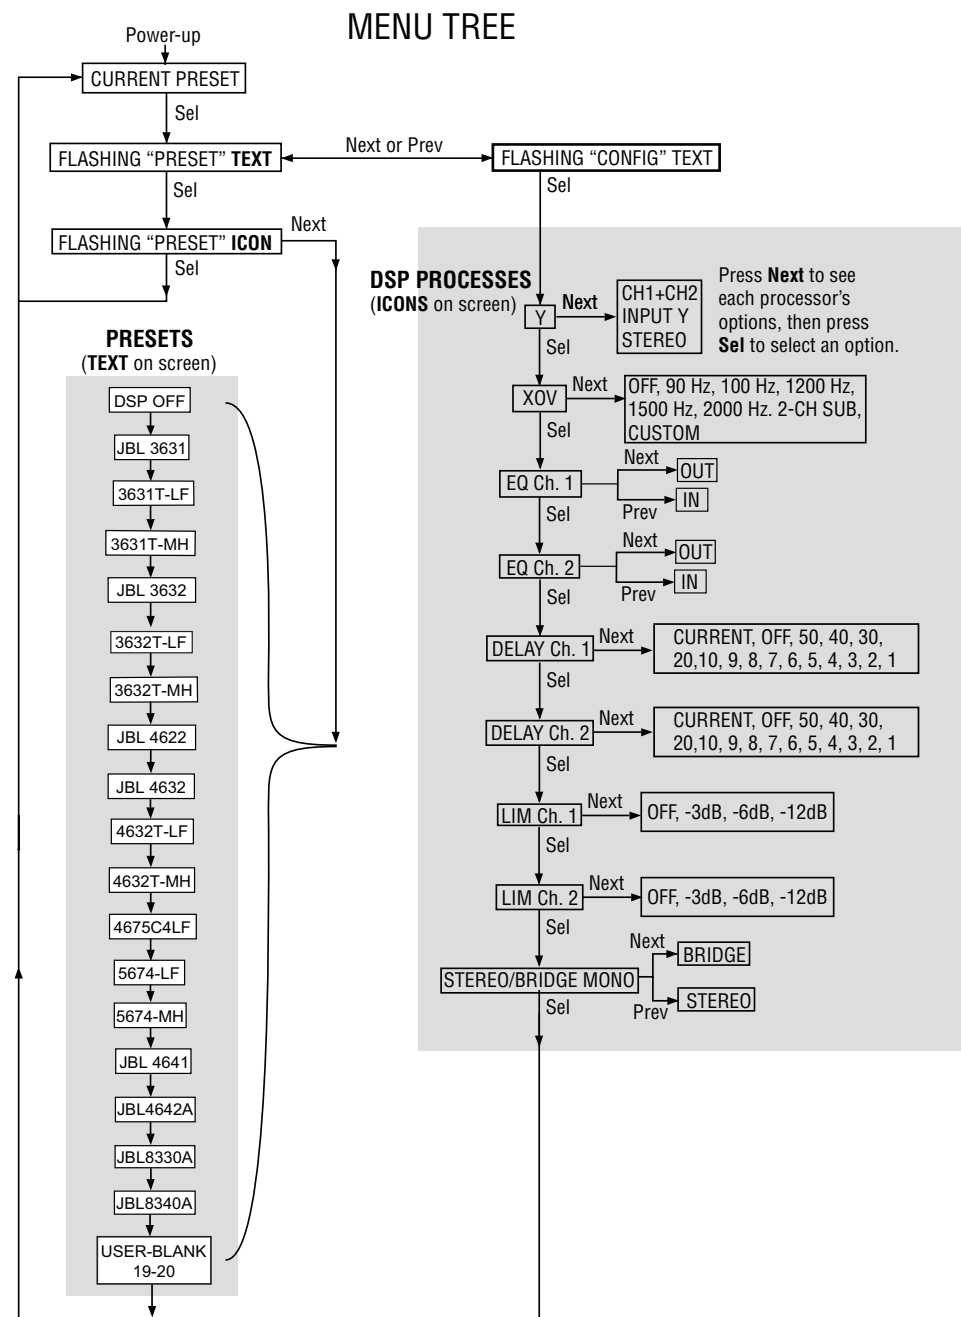 MENU TREE
Power-up
CURRENT PRESET
Sel
FLASHING “PRESET” TEXT
Next or Prev
FLASHING “CONFIG” TEXT
Sel
Sel
FLASHING “PRESET” ICON
Next
Sel
DSP PROCESSES
(ICONS on screen)
Press Next to see
each processor's
options, then press
Sel to select an option.
Y
Next
CH1+CH2
INPUT Y
STEREO
Sel
XOV
Next
OFF, 90 Hz, 100 Hz, 1200 Hz,
1500 Hz, 2000 Hz. 2-CH SUB,
CUSTOM
Sel
EQ Ch. 1
Next
OUT
Prev
IN
Sel
EQ Ch. 2
Next
OUT
Prev
IN
Sel
DELAY Ch. 1
Next
CURRENT, OFF, 50, 40, 30,
20,10, 9, 8, 7, 6, 5, 4, 3, 2, 1
Sel
DELAY Ch. 2
Next
CURRENT, OFF, 50, 40, 30,
20,10, 9, 8, 7, 6, 5, 4, 3, 2, 1
Sel
LIM Ch. 1
Next
OFF, -3dB, -6dB, -12dB
Sel
LIM Ch. 2
Next
OFF, -3dB, -6dB, -12dB
Sel
STEREO/BRIDGE MONO
Next
BRIDGE
Prev
STEREO
Sel
PRESETS
(TEXT on screen)
DSP OFF
JBL 3631
3631T-LF
3631T-MH
JBL 3632
3632T-LF
3632T-MH
JBL 4622
JBL 4632
4632T-LF
4632T-MH
4675C4LF
5674-LF
5674-MH
JBL 4641
JBL4642A
JBL8330A
JBL8340A
USER-BLANK
19-20